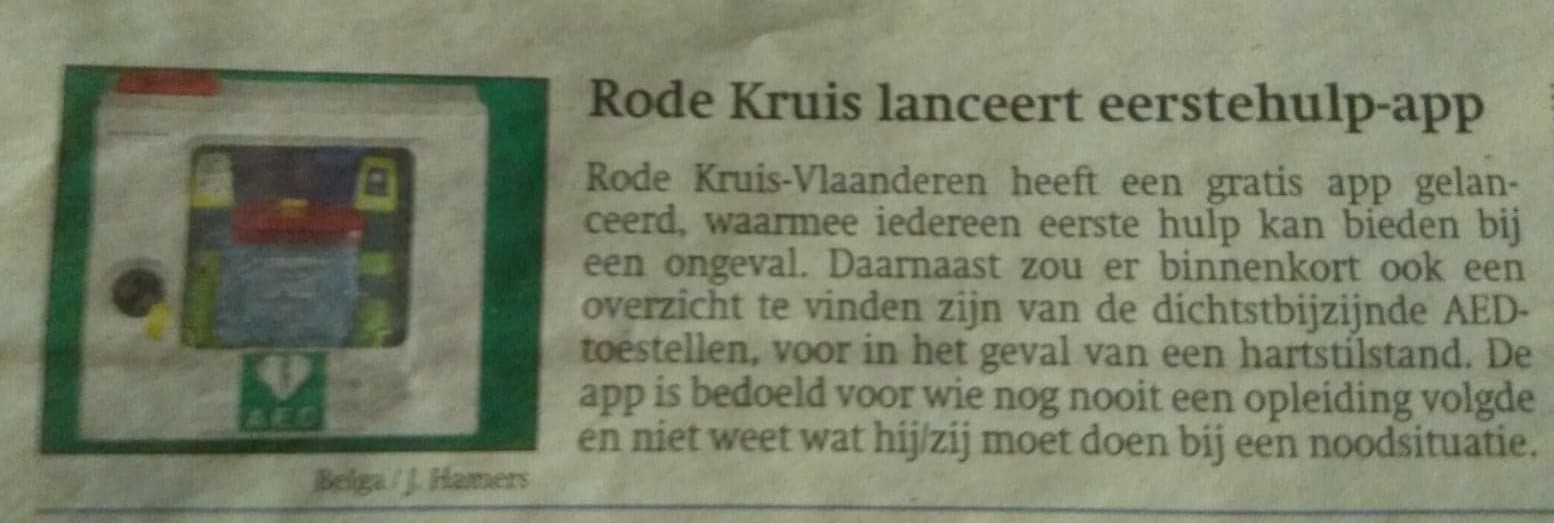 Rode Kruis lanceert eerstehulp-app
Rode Kruis-Vlaanderen heeft een gratis app gelan-
ceerd, waarmee iedereen eerste hulp kan bieden bij
een ongeval. Daarnaast zou er binnenkort ook een
overzicht te vinden zijn van de dichtstbijzijnde AED-
toestellen, voor in het geval van een hartstilstand. De
app is bedoeld voor wie nog nooit een opleiding volgde
en niet weet wat hij/zij moet doen bij een noodsituatie.
AED
Belga / J. Hamers